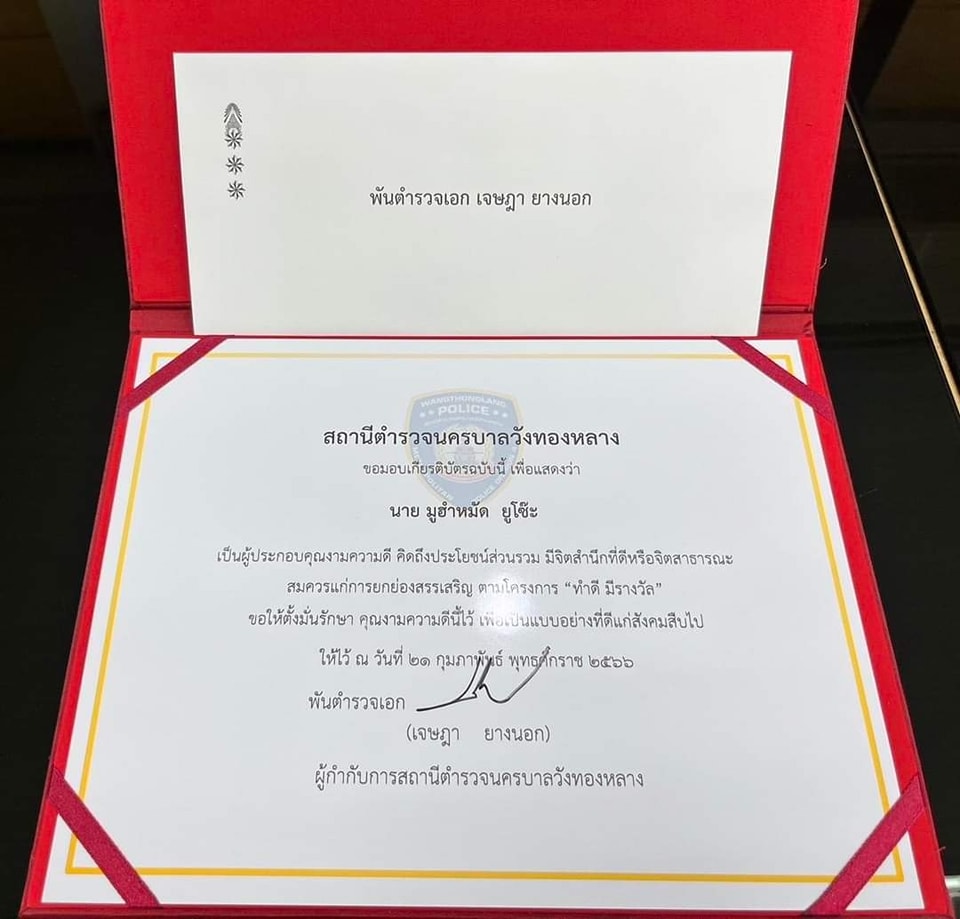 พันตำรวจเอก เจษฎา ยางนอก
WANGTHONGLANG
POLICE
สถานีตำรวจนครบาลวังทองหลาง
ขอมอบเกียรติบัตรฉบับนี้ เพื่อแสดงว่า
นาย มูฮำหมัด ยูโซ๊ะ
เป็นผู้ประกอบคุณงามความดี คิดถึงประโยชน์ส่วนรวม มีจิตสำนึกที่ดีหรือจิตสาธารณะ
สมควรแก่การยกย่องสรรเสริญ ตามโครงการ “ทำดี มีรางวัล”
ขอให้ตั้งมั่นรักษา คุณงามความดีนี้ไว้ เพื่อเป็นแบบอย่างที่ดีแก่สังคมสืบไป
ให้ไว้ ณ วันที่ ๒๑ กุมภาพันธ์ พุทธศักราช ๒๕๖๖
พันตำรวจเอก
(เจษฎา ยางนอก)
ผู้กำกับการสถานีตำรวจนครบาลวังทองหลาง